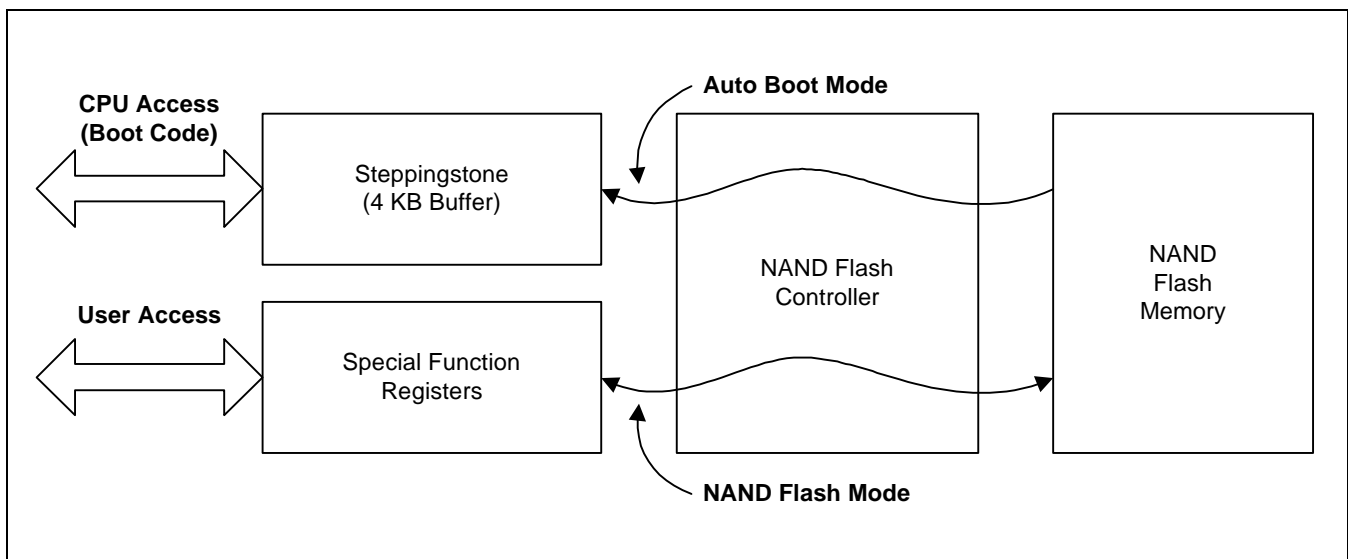 Auto Boot Mode
CPU Access
(Boot Code)
Steppingstone
(4 KB Buffer)
NAND Flash
Controller
NAND
Flash
Memory
User Access
Special Function
Registers
NAND Flash Mode